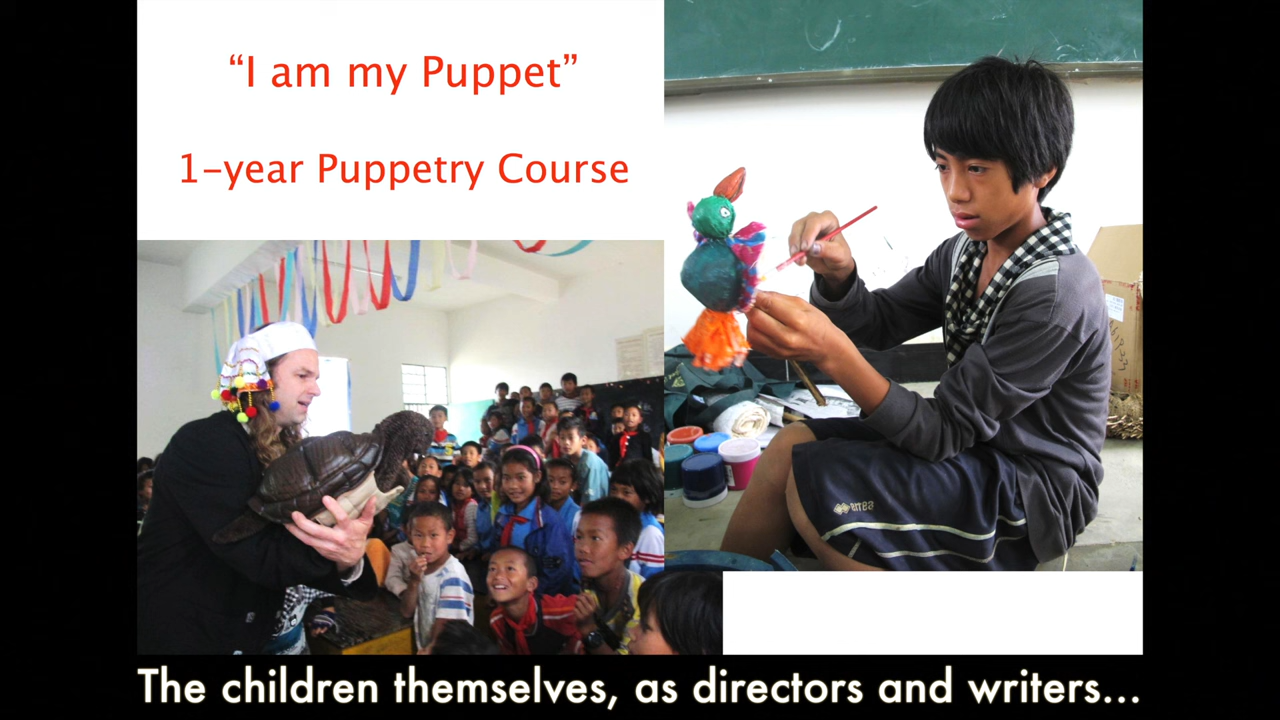 “I am my Puppet”
1-year Puppetry Course
The children themselves, as directors and writers...